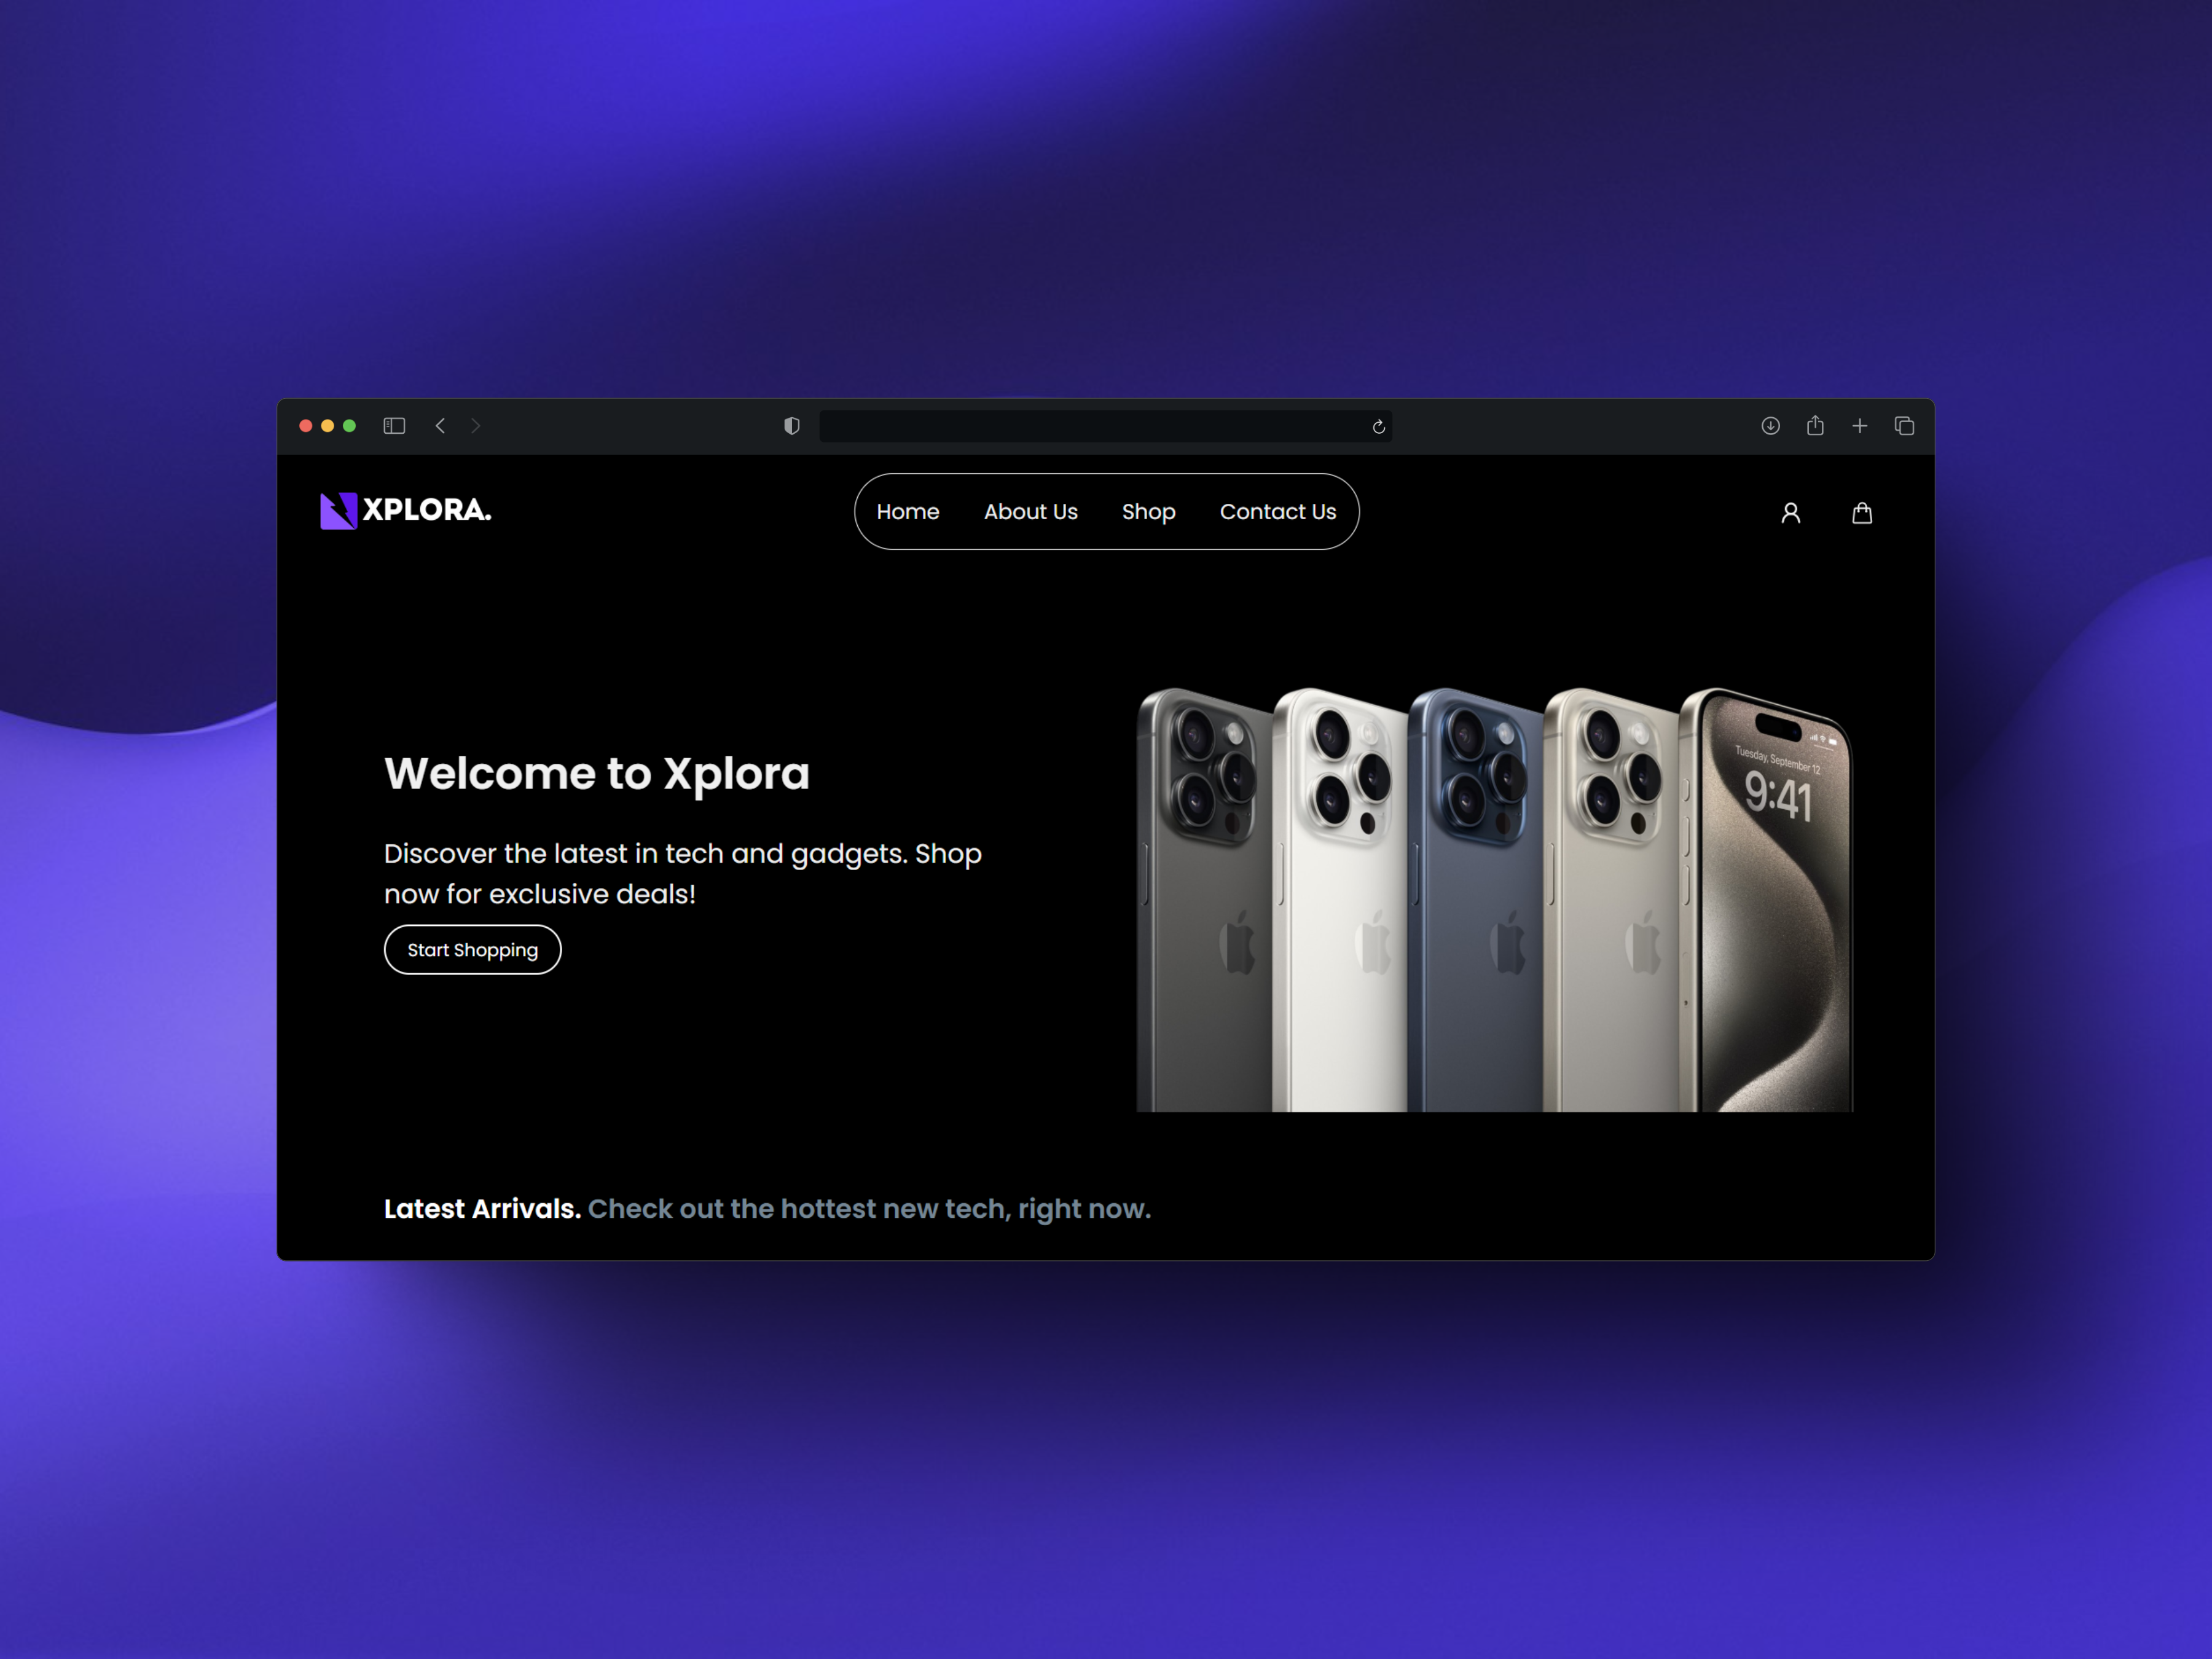 XPLORA.
Home About Us Shop Contact Us
Tuesday, September 12
9:41
Welcome to Xplora
Discover the latest in tech and gadgets. Shop
now for exclusive deals!
Start Shopping
Latest Arrivals. Check out the hottest new tech, right now.